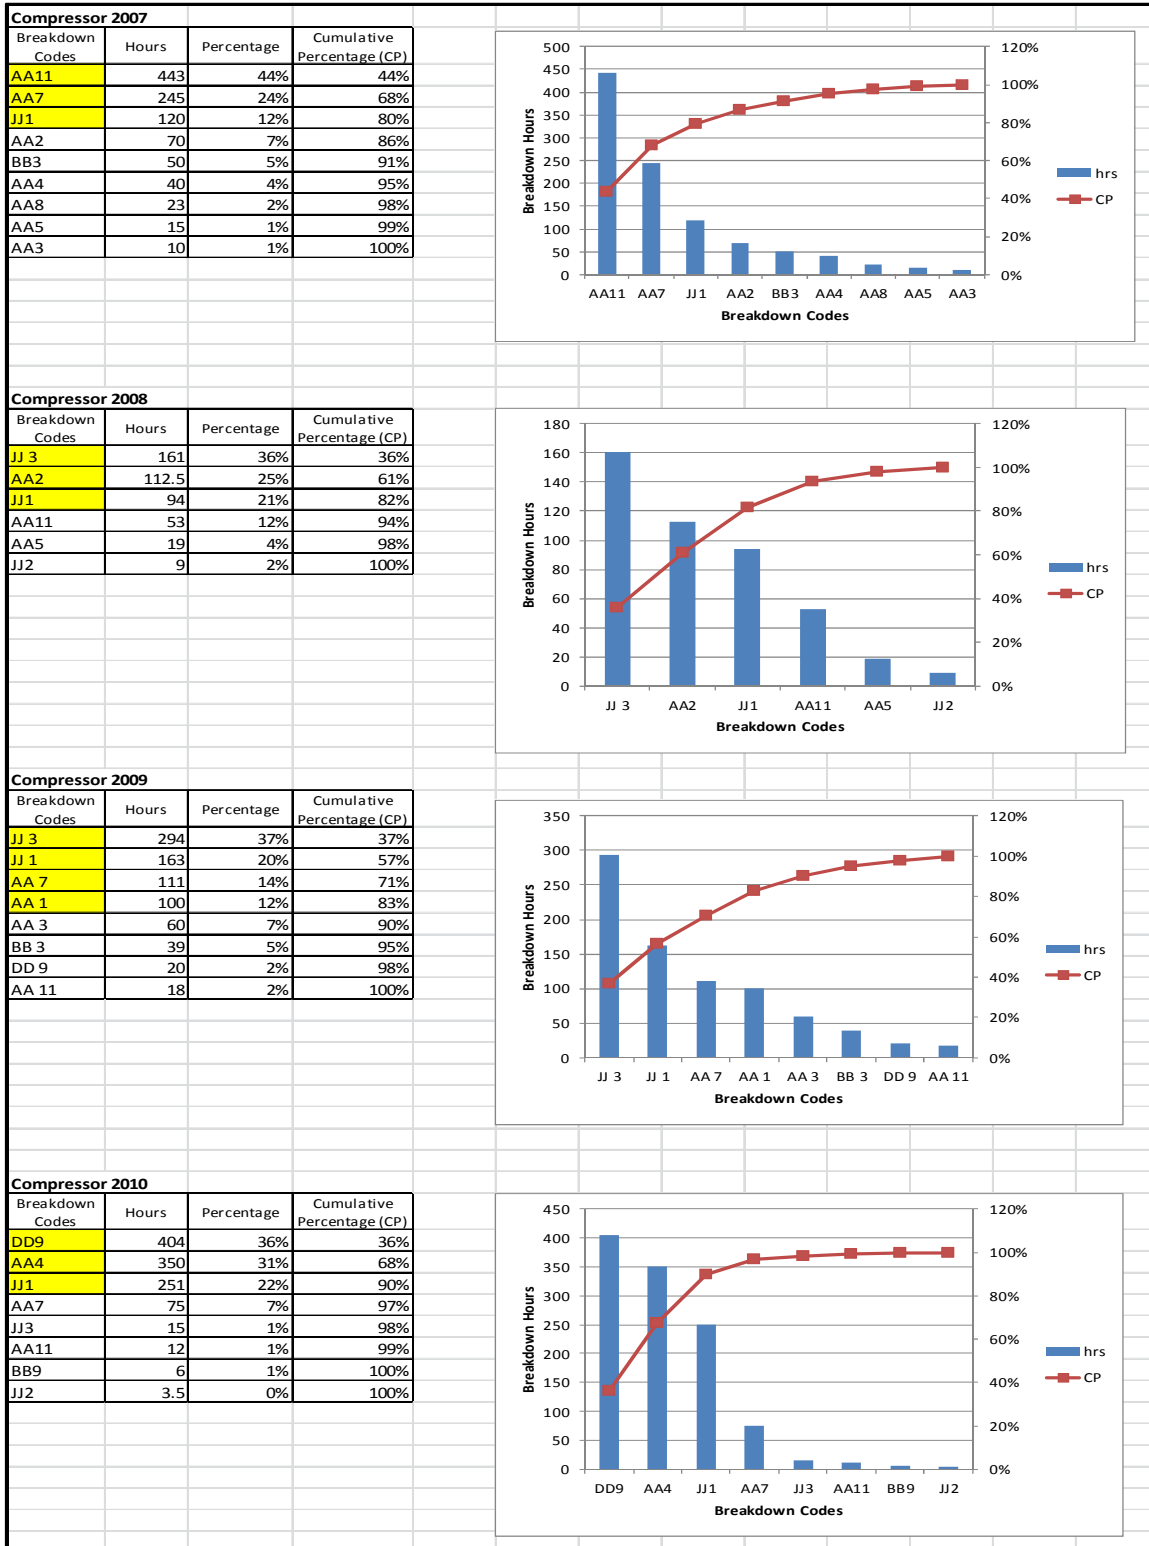 Compressor 2007
Breakdown Codes Hours Percentage Cumulative Percentage (CP)
AA11 443 44% 44%
AA7 245 24% 68%
JJ1 120 12% 80%
AA2 70 7% 86%
BB3 50 5% 91%
AA4 40 4% 95%
AA8 23 2% 98%
AA5 15 1% 99%
AA3 10 1% 100%
500 450 400 350 300 250 200 150 100 50 0
Breakdown Hours
120% 100% 80% 60% 40% 20% 0%
hrs
CP
AA11 AA7 JJ1 AA2 BB3 AA4 AA8 AA5 AA3
Breakdown Codes
Compressor 2008
Breakdown Codes Hours Percentage Cumulative Percentage (CP)
JJ 3 161 36% 36%
AA2 112.5 25% 61%
JJ1 94 21% 82%
AA11 53 12% 94%
AA5 19 4% 98%
JJ2 9 2% 100%
180 160 140 120 100 80 60 40 20 0
Breakdown Hours
120% 100% 80% 60% 40% 20% 0%
hrs
CP
JJ 3 AA2 JJ1 AA11 AA5 JJ2
Breakdown Codes
Compressor 2009
Breakdown Codes Hours Percentage Cumulative Percentage (CP)
JJ 3 294 37% 37%
JJ 1 163 20% 57%
AA 7 111 14% 71%
AA 1 100 12% 83%
AA 3 60 7% 90%
BB 3 39 5% 95%
DD 9 20 2% 98%
AA 11 18 2% 100%
350 300 250 200 150 100 50 0
Breakdown Hours
120% 100% 80% 60% 40% 20% 0%
hrs
CP
JJ 3 JJ 1 AA 7 AA 1 AA 3 BB 3 DD 9 AA 11
Breakdown Codes
Compressor 2010
Breakdown Codes Hours Percentage Cumulative Percentage (CP)
DD9 404 36% 36%
AA4 350 31% 68%
JJ1 251 22% 90%
AA7 75 7% 97%
JJ3 15 1% 98%
AA11 12 1% 99%
BB9 6 1% 100%
JJ2 3.5 0% 100%
450 400 350 300 250 200 150 100 50 0
Breakdown Hours
120% 100% 80% 60% 40% 20% 0%
hrs
CP
DD9 AA4 JJ1 AA7 JJ3 AA11 BB9 JJ2
Breakdown Codes